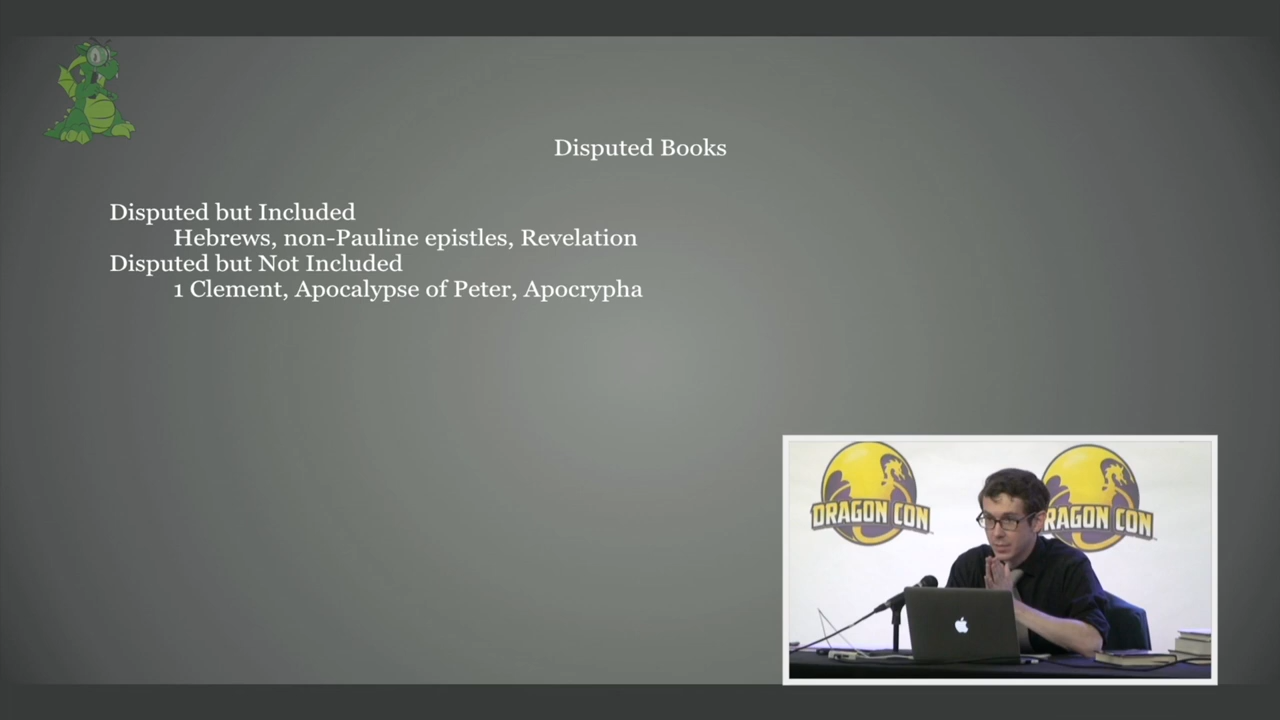 Disputed Books
Disputed but Included
Hebrews, non-Pauline epistles, Revelation
Disputed but Not Included
1 Clement, Apocalypse of Peter, Apocrypha
DRAGON CON
RAGON CON